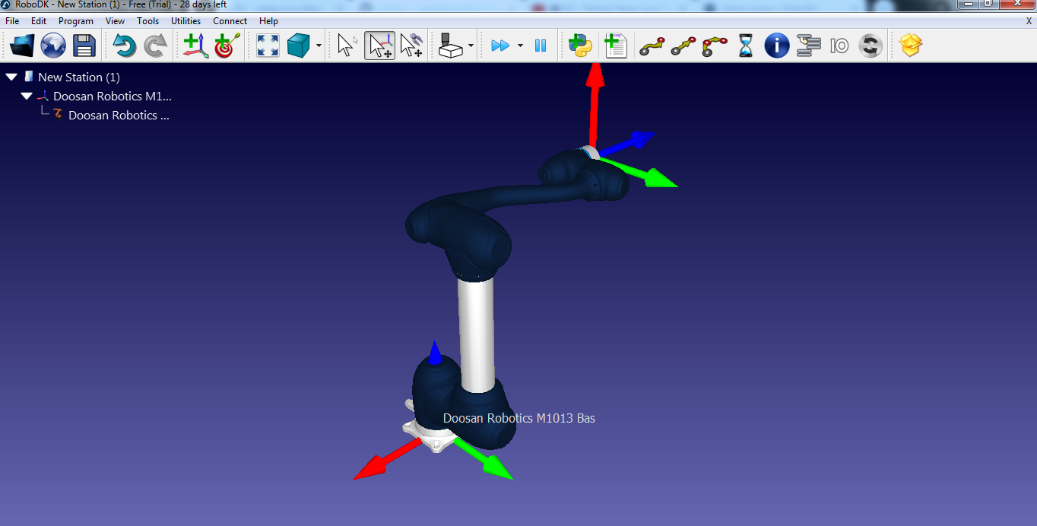 RoboDK - New Station (1) - Free (Trial) - 28 days left
File Edit Program View Tools Utilities Connect Help X
IO
New Station (1)
Doosan Robotics M1...
Doosan Robotics ...
Doosan Robotics M1013 Bas